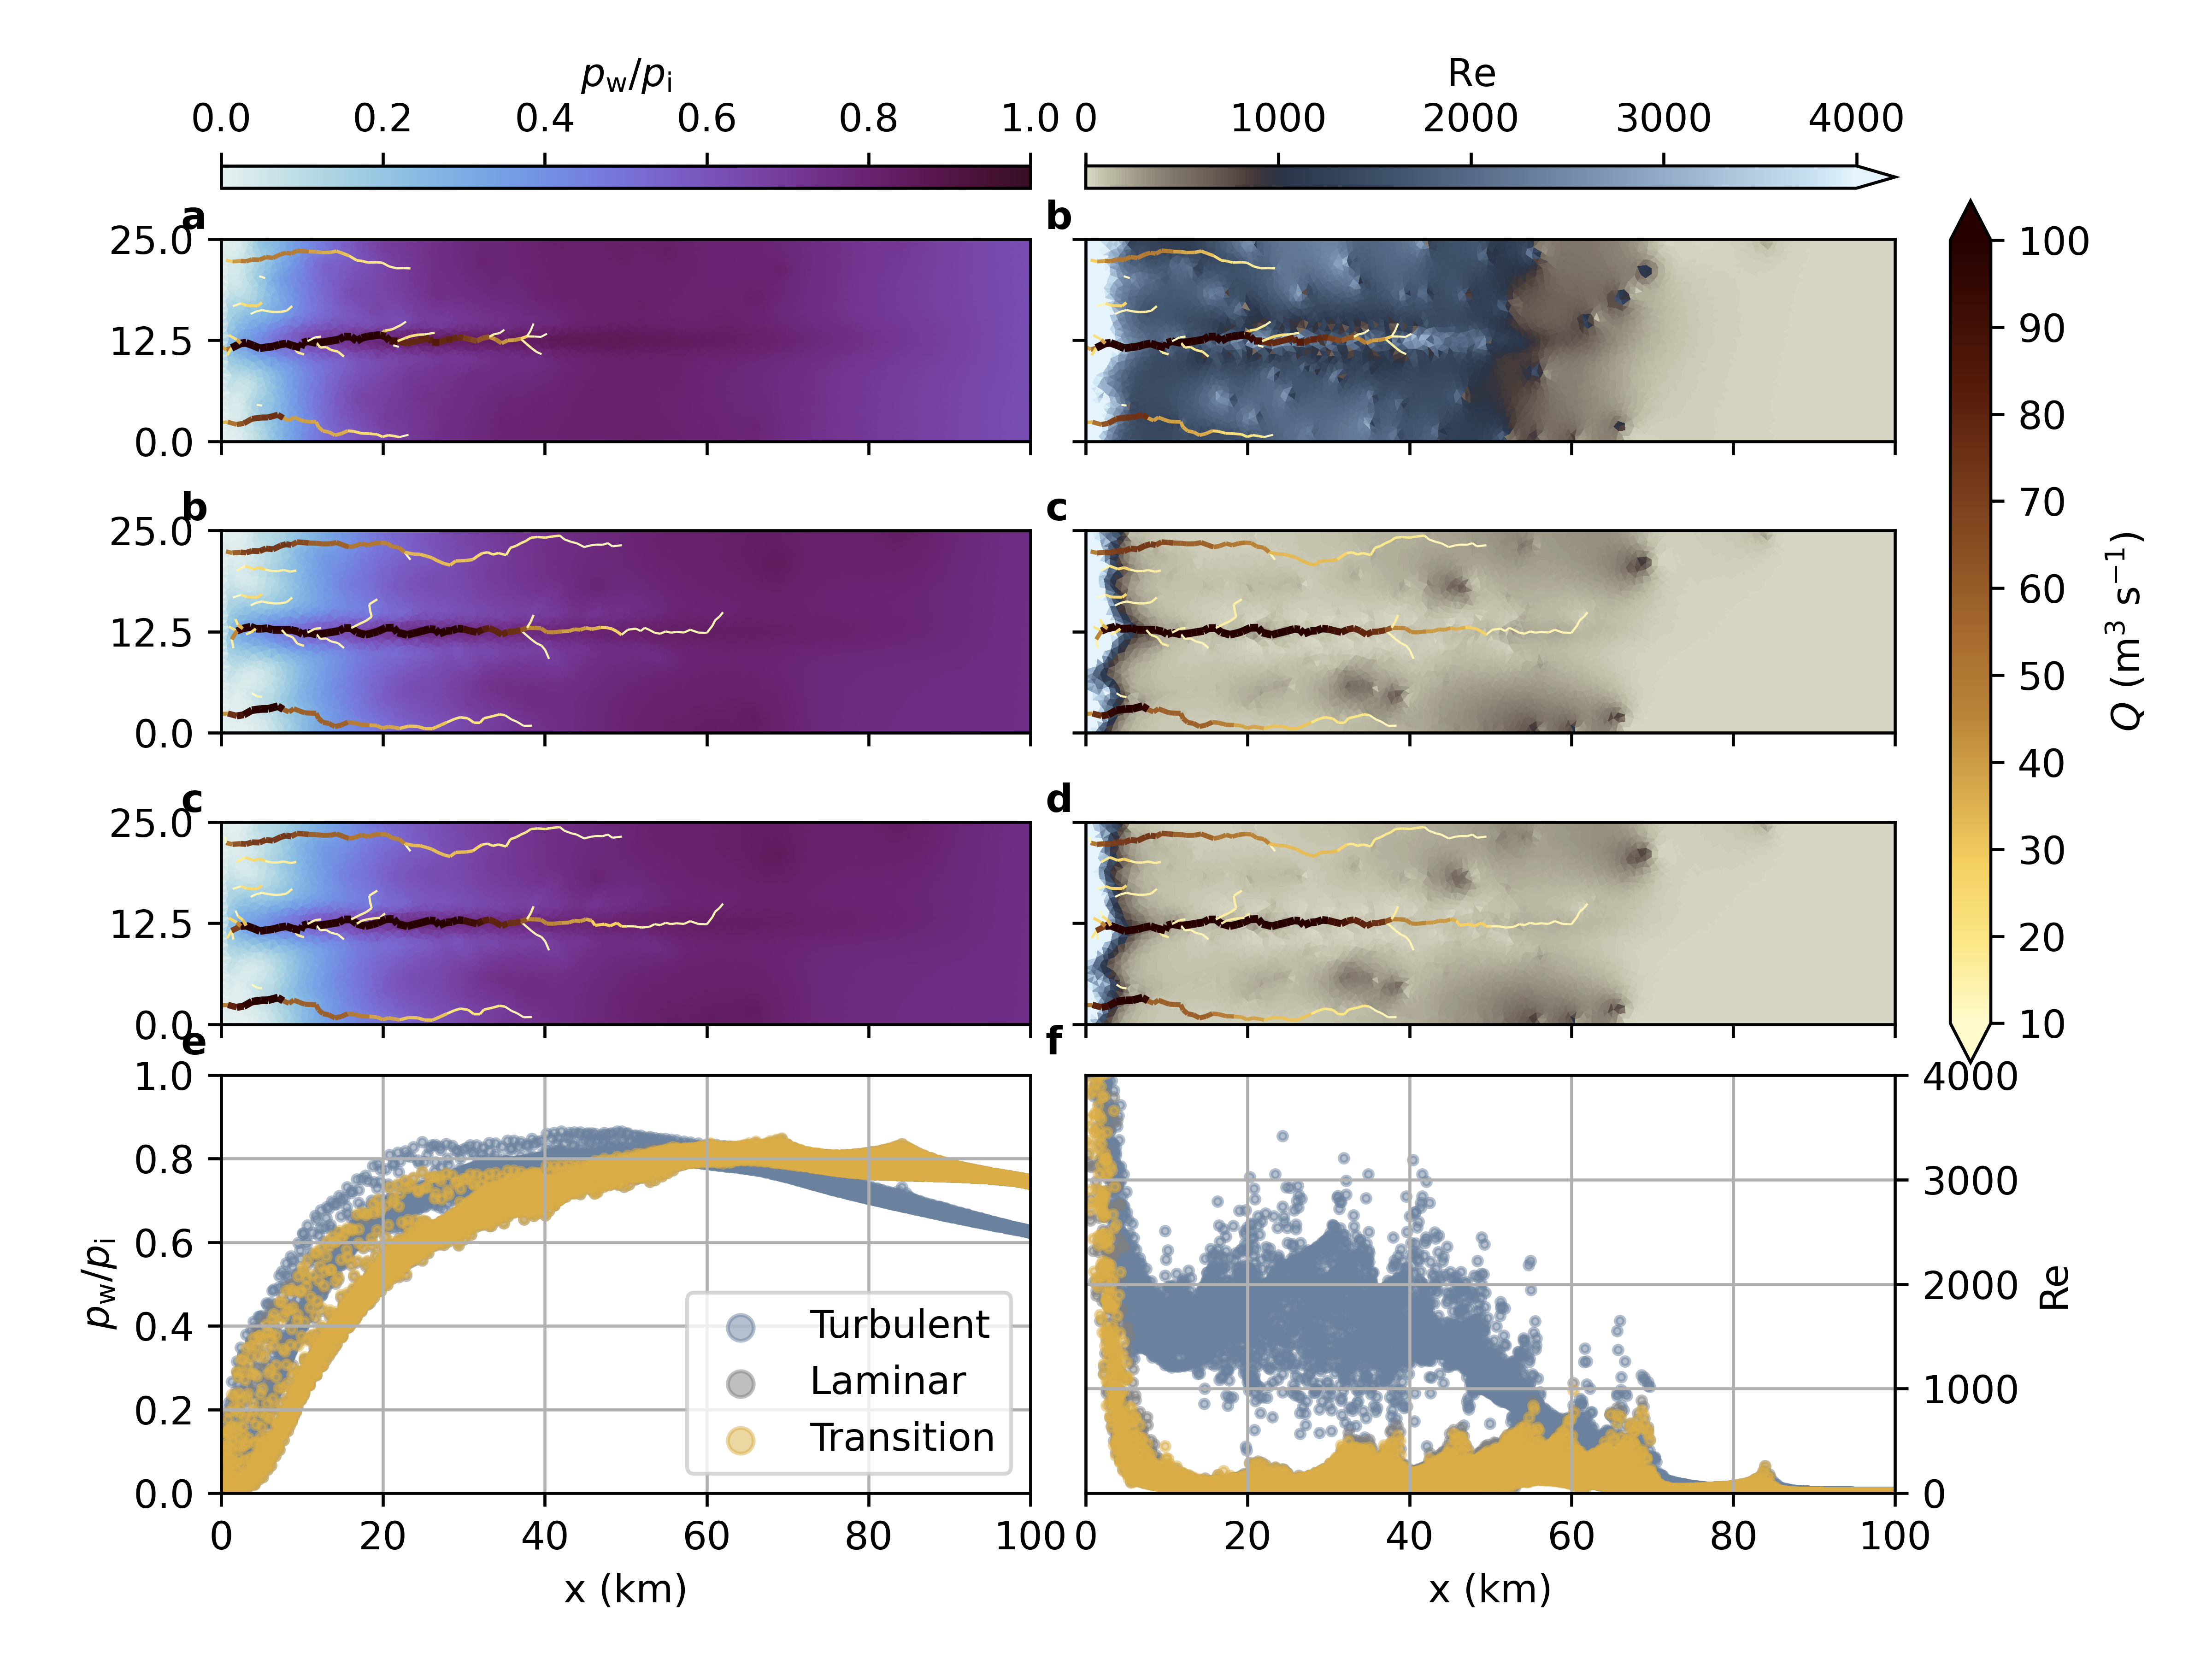 p_w/p_i
Re
0.0 0.2 0.4 0.6 0.8 1.0
0 1000 2000 3000 4000
a
b
25.0
12.5
0.0
b
c
25.0
12.5
0.0
c
d
25.0
12.5
0.0
100
90
80
70
60
50
40
30
20
10
Q (m³ s⁻¹)
e
f
1.0
0.8
0.6
0.4
0.2
0.0
p_w/p_i
Turbulent
Laminar
Transition
4000
3000
2000
1000
0
Re
0 20 40 60 80 100
0 20 40 60 80 100
x (km)
x (km)